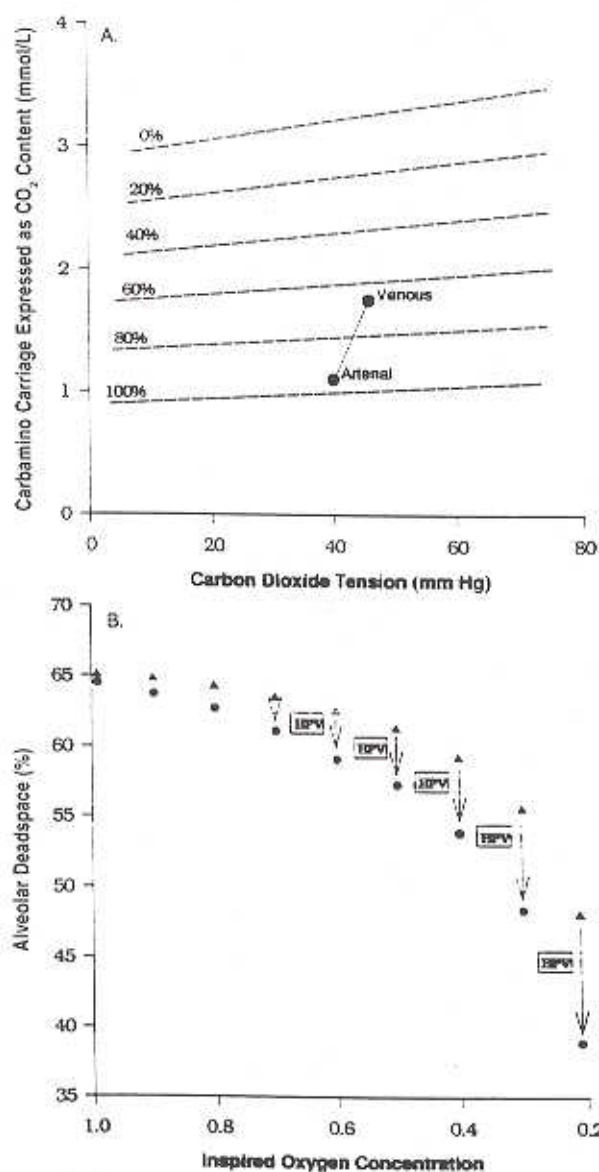 A.
Carbamino Carriage Expressed as CO₂ Content (mmol/L)
4
3
2
1
0
0%
20%
40%
60%
80%
100%
Venous
Arterial
0 20 40 60 80
Carbon Dioxide Tension (mm Hg)
B.
Alveolar Deadspace (%)
70
65
60
55
50
45
40
35
HPV
HPV
HPV
HPV
HPV
1.0 0.8 0.6 0.4 0.2
Inspired Oxygen Concentration